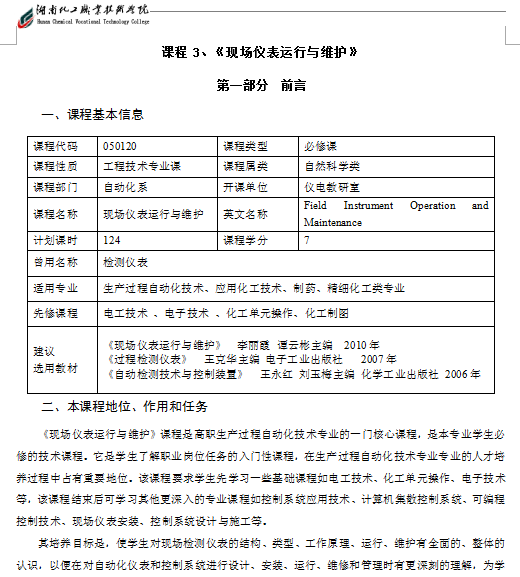 湖南化工职业技术学院
Hunan Chemical Vocational Technology College
课程 3、《现场仪表运行与维护》
第一部分 前言
一、课程基本信息
课程代码 050120 课程类型 必修课
课程性质 工程技术专业课 课程属类 自然科学类
课程部门 自动化系 开课单位 仪电教研室
课程名称 现场仪表运行与维护 英文名称 Field Instrument Operation and
Maintenance
计划课时 124 课程学分 7
曾用名称 检测仪表
适用专业 生产过程自动化技术、应用化工技术、制药、精细化工类专业
先修课程 电工技术 、电子技术 、化工单元操作、化工制图
建议
选用教材
《现场仪表运行与维护》 李丽霞 谭云彬主编 2010年
《过程检测仪表》 王克华主编 电子工业出版社 2007年
《自动检测技术与控制装置》 王永红 刘玉梅主编 化学工业出版社 2006年
二、本课程地位、作用和任务
《现场仪表运行与维护》课程是高职生产过程自动化技术专业的一门核心课程，是本专业学生必
修的技术课程。它是学生了解职业岗位任务的入门性课程，在生产过程自动化技术专业专业的人才培
养过程中占有重要地位。该课程要求学生先学习一些基础课程如电工技术、化工单元操作、电子技术
等，该课程结束后可学习其他更深入的专业课程如控制系统应用技术、计算机集散控制系统、可编程
控制技术、现场仪表安装、控制系统设计与施工等。
其培养目标是，使学生对现场检测仪表的结构、类型、工作原理、运行、维护有全面的、整体的
认识，以便在对自动化仪表和控制系统进行设计、安装、运行、维修和管理时有更深刻的理解，为学